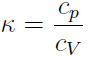 κ = c_p / c_V